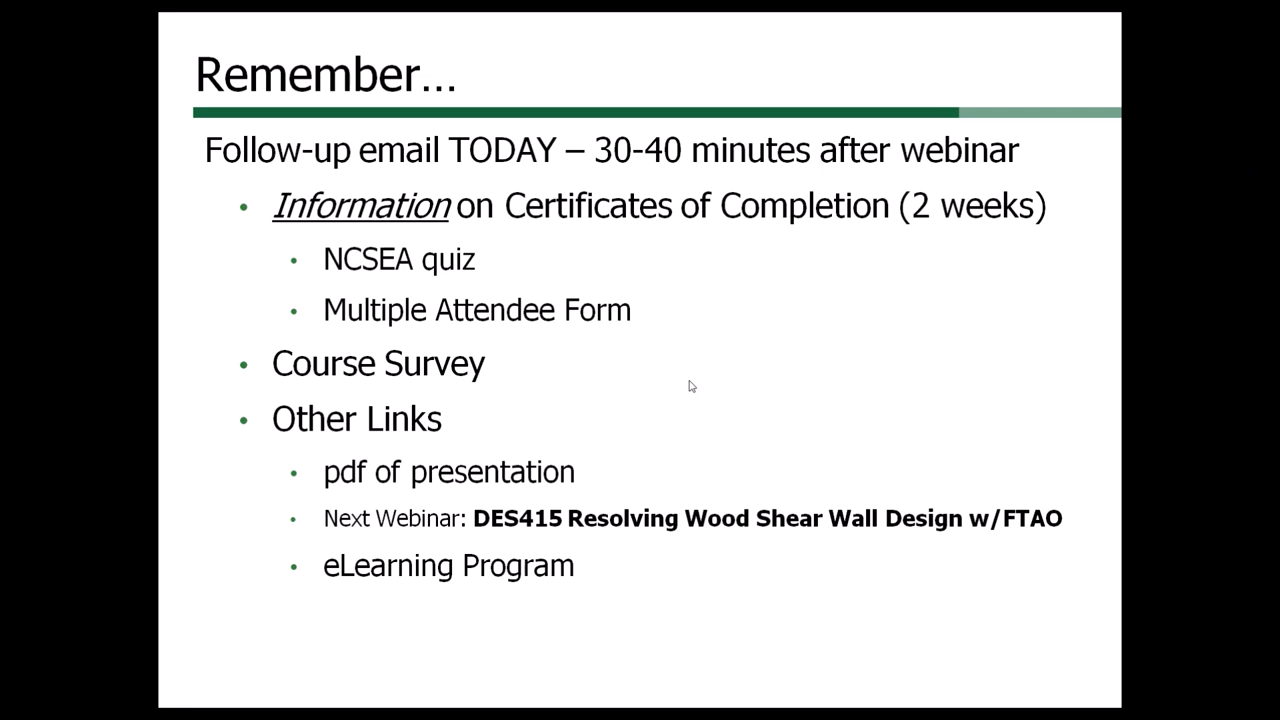 Remember...
Follow-up email TODAY – 30-40 minutes after webinar
• Information on Certificates of Completion (2 weeks)
• NCSEA quiz
• Multiple Attendee Form
• Course Survey
• Other Links
• pdf of presentation
• Next Webinar: DES415 Resolving Wood Shear Wall Design w/FTAO
• eLearning Program